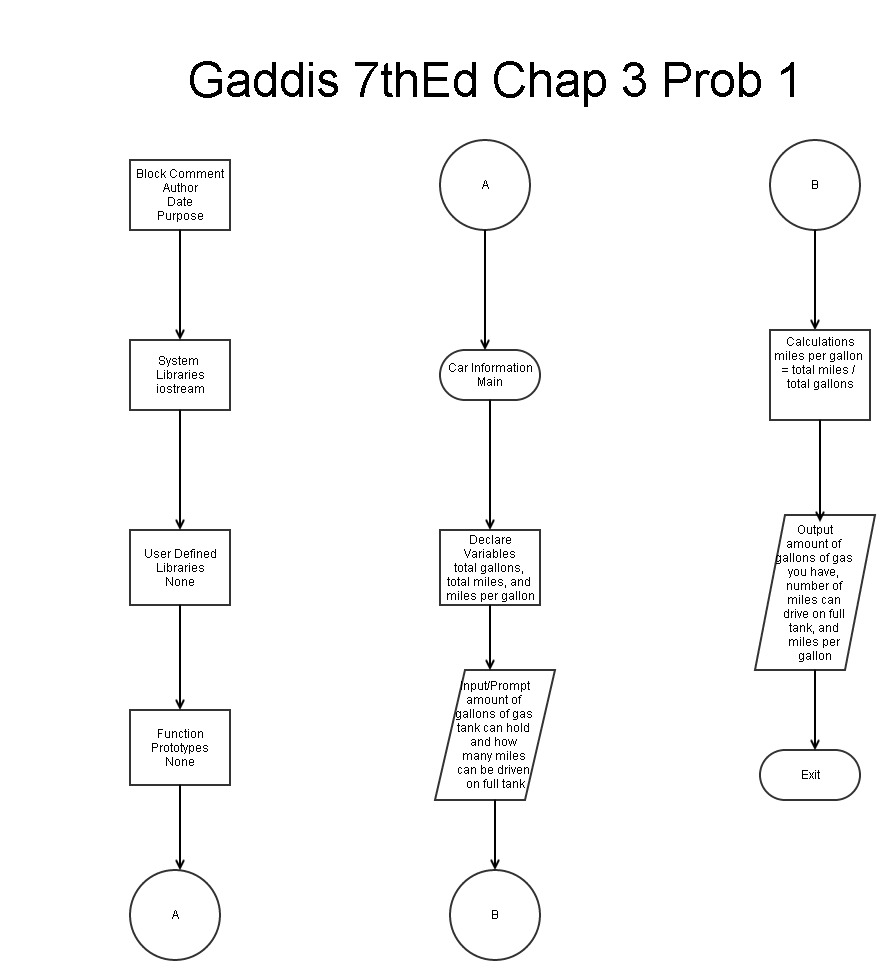 Gaddis 7thEd Chap 3 Prob 1
Block Comment
Author
Date
Purpose
System
Libraries
iostream
User Defined
Libraries
None
Function
Prototypes
None
A
A
Car Information
Main
Declare
Variables
total gallons,
total miles, and
miles per gallon
Input/Prompt
amount of
gallons of gas
tank can hold
and how
many miles
can be driven
on full tank
B
B
Calculations
miles per gallon
= total miles /
total gallons
Output
amount of
gallons of gas
you have,
number of
miles can
drive on full
tank, and
miles per
gallon
Exit